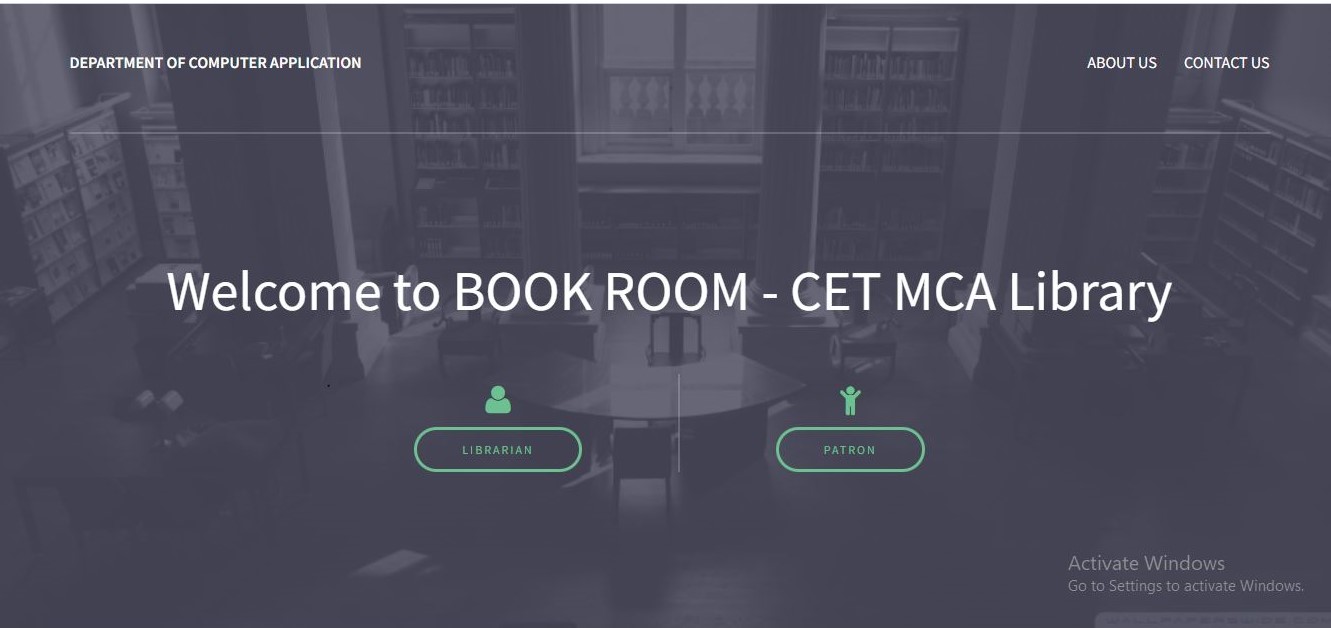 DEPARTMENT OF COMPUTER APPLICATION
ABOUT US
CONTACT US
Welcome to BOOK ROOM - CET MCA Library
LIBRARIAN
PATRON
Activate Windows
Go to Settings to activate Windows.